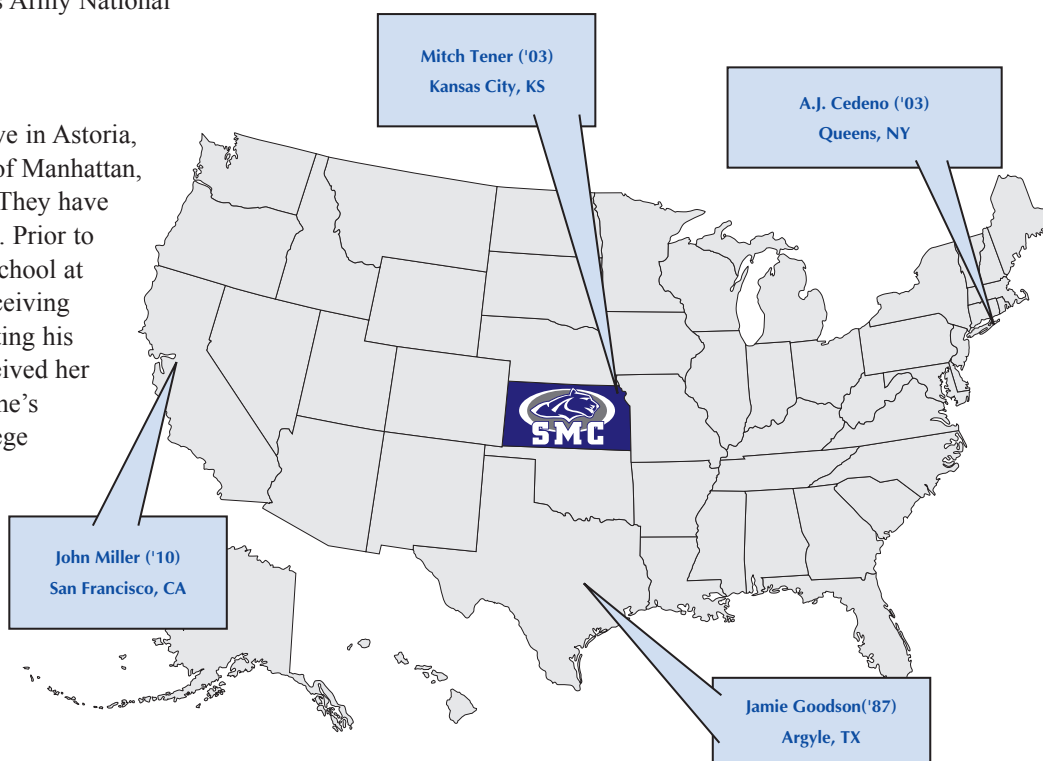 s Army National
ve in Astoria,
of Manhattan,
They have
. Prior to
chool at
ceiving
ting his
eived her
ne's
ege
Mitch Tener ('03)
Kansas City, KS
A.J. Cedeno ('03)
Queens, NY
SMC
John Miller ('10)
San Francisco, CA
Jamie Goodson('87)
Argyle, TX